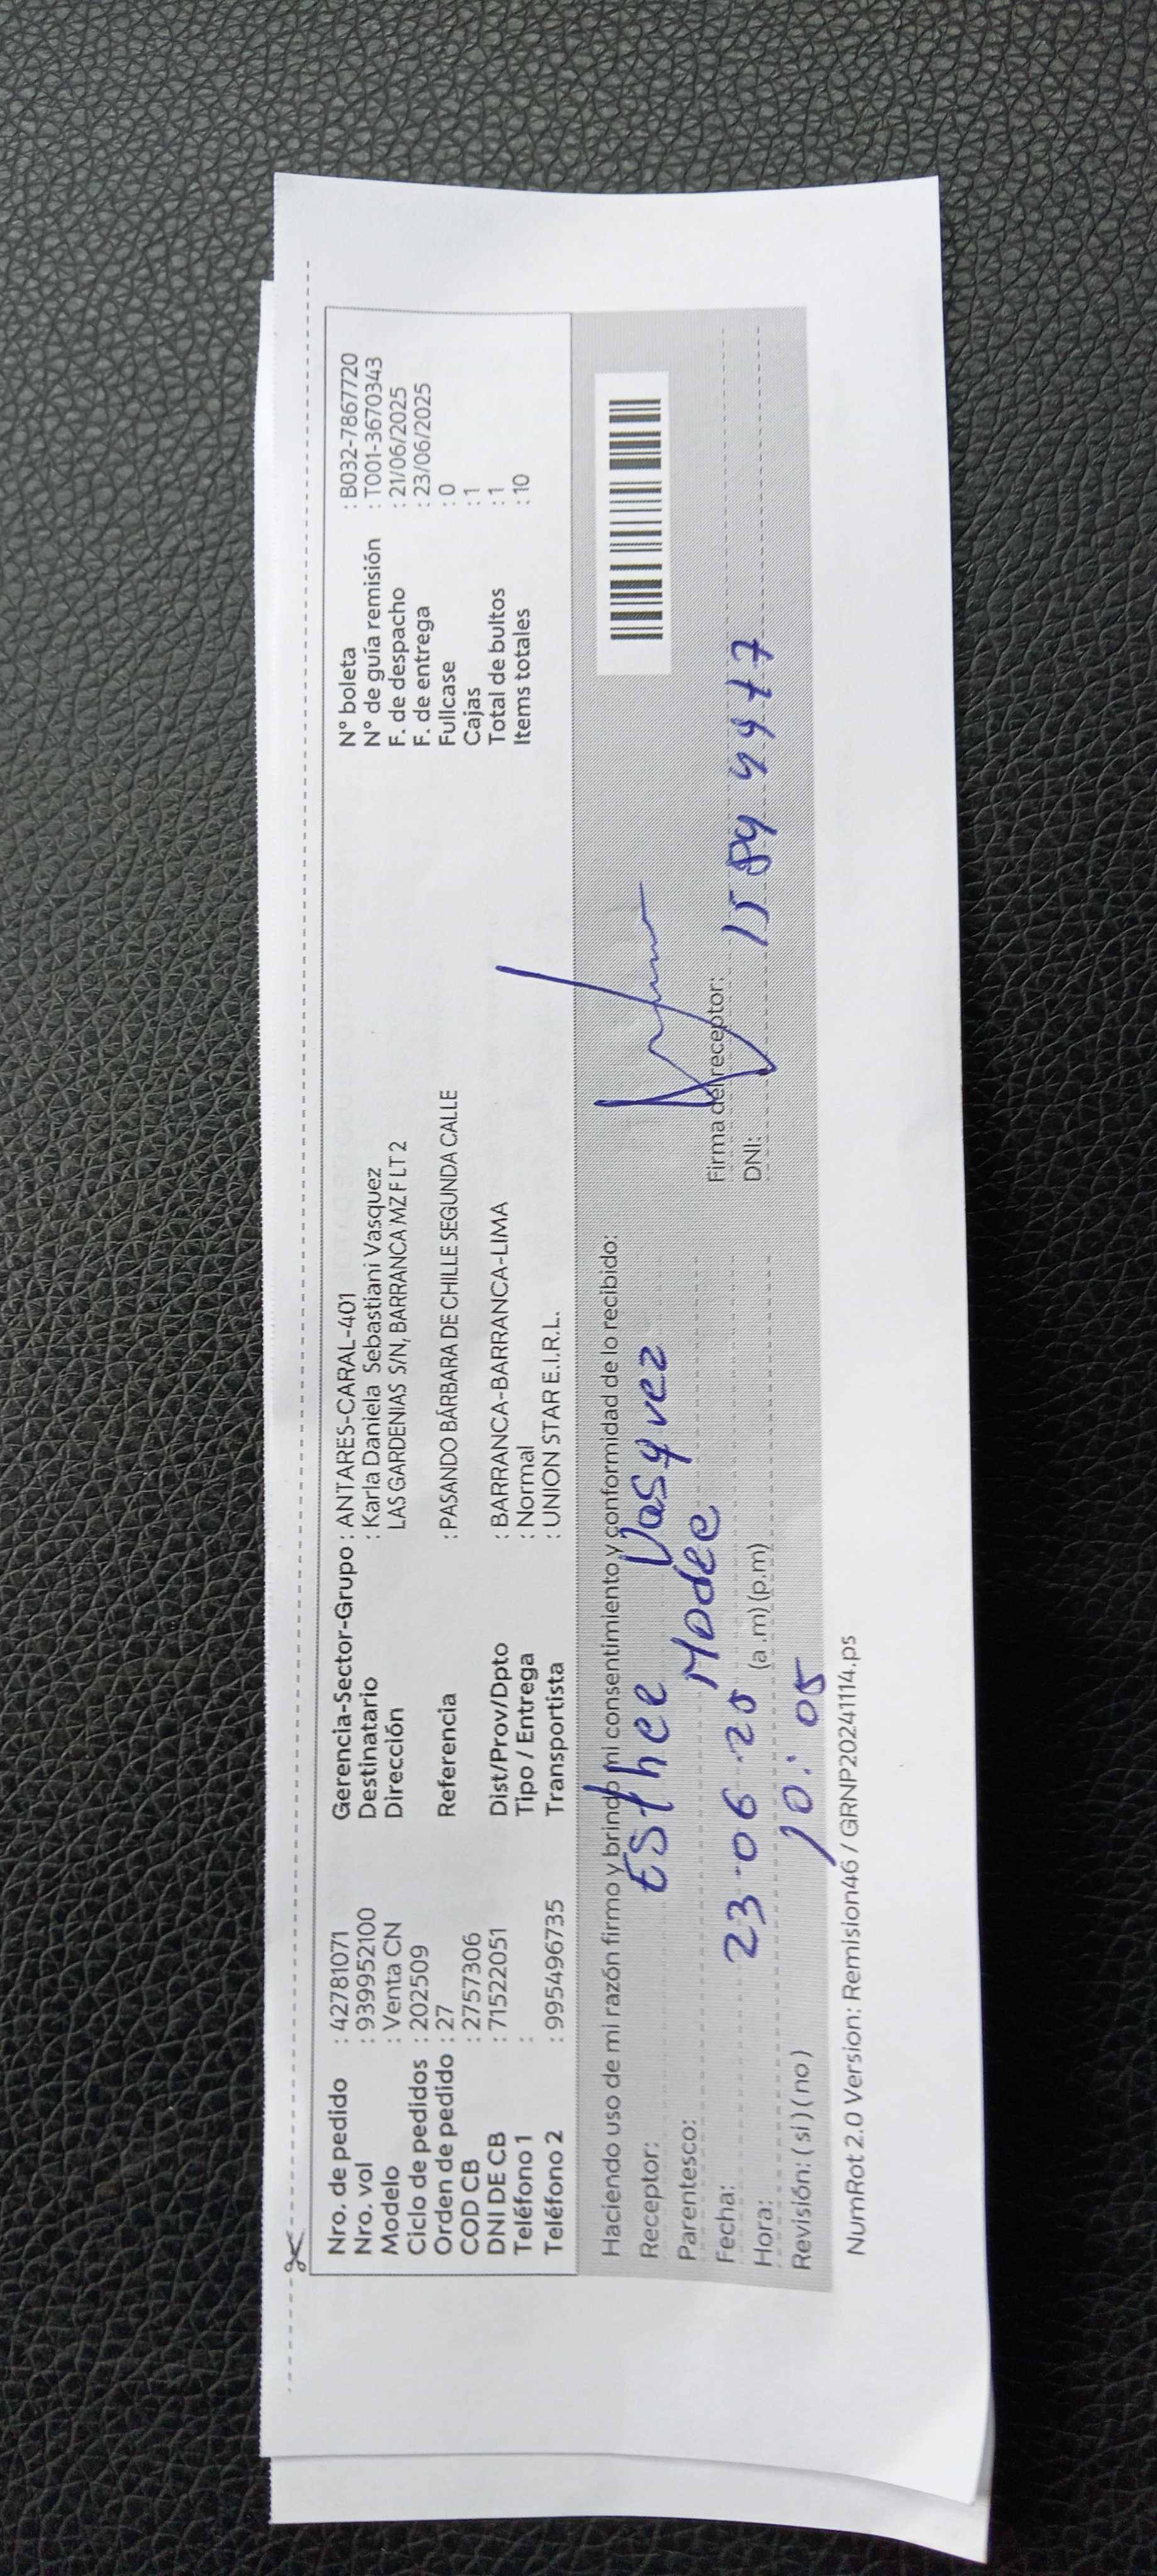 Nro. de pedido : 42781071
Nro. vol : 939952100
Modelo : Venta CN
Ciclo de pedidos : 202509
Orden de pedido : 27
COD CB : 2757306
DNI DE CB : 71522051
Teléfono 1 :
Teléfono 2 : 995496735
Gerencia-Sector-Grupo : ANTARES-CARAL-401
Destinatario : Karla Daniela Sebastiani Vasquez
Dirección LAS GARDENIAS S/N, BARRANCA MZ F LT 2
Referencia : PASANDO BÁRBARA DE CHILLE SEGUNDA CALLE
Dist/Prov/Dpto : BARRANCA-BARRANCA-LIMA
Tipo / Entrega : Normal
Transportista : UNION STAR E.I.R.L.
N° boleta : B032-7867720
N° de guía remisión : T001-3670343
F. de despacho : 21/06/2025
F. de entrega : 23/06/2025
Fullcase : 0
Cajas : 1
Total de bultos : 1
Items totales : 10
Haciendo uso de mi razón firmo y brindo mi consentimiento y conformidad de lo recibido:
Receptor: Esther Vasquez
Parentesco: Madre
Fecha: 23-06-25
Hora: 10:05 (a.m) (p.m)
Revisión: ( si ) ( no )
Firma del receptor:
DNI: 1589
NumRot 2.0 Version: Remision46 / GRNP20241114.ps